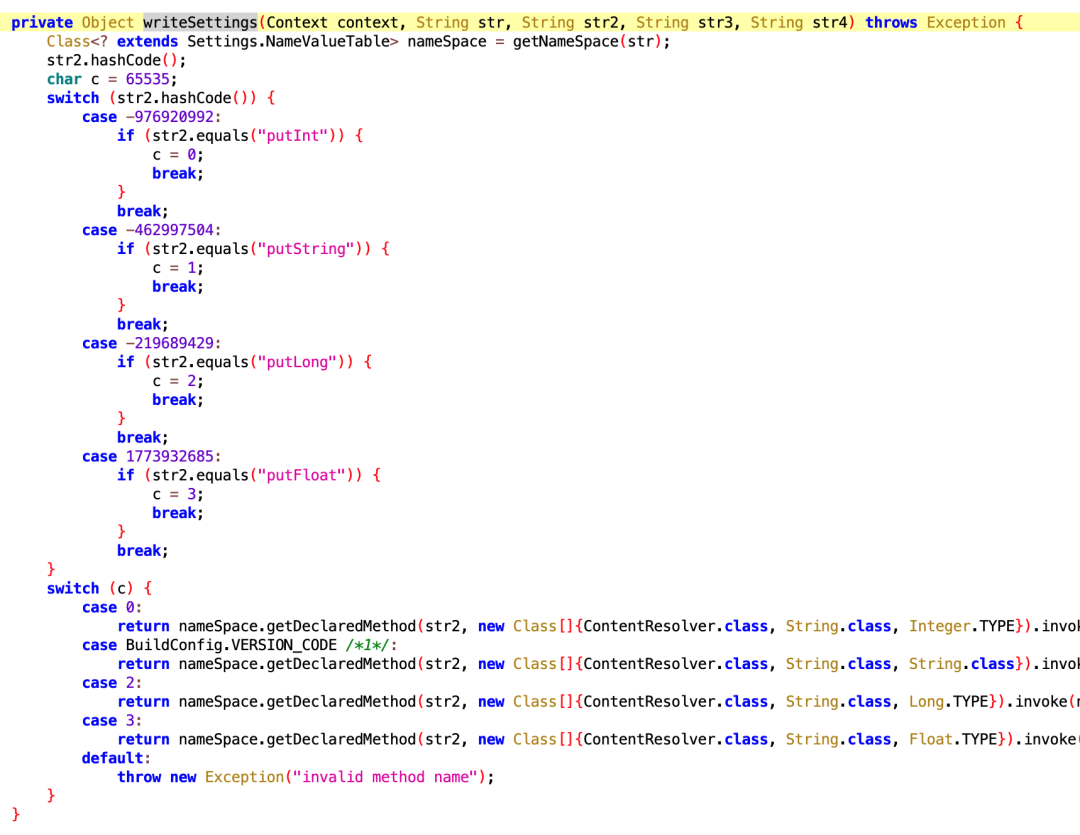 private Object writeSettings(Context context, String str, String str2, String str3, String str4) throws Exception {
    Class<? extends Settings.NameValueTable> nameSpace = getNameSpace(str);
    str2.hashCode();
    char c = 65535;
    switch (str2.hashCode()) {
        case -976920992:
            if (str2.equals("putInt")) {
                c = 0;
                break;
            }
            break;
        case -462997504:
            if (str2.equals("putString")) {
                c = 1;
                break;
            }
            break;
        case -219689429:
            if (str2.equals("putLong")) {
                c = 2;
                break;
            }
            break;
        case 1773932685:
            if (str2.equals("putFloat")) {
                c = 3;
                break;
            }
            break;
    }
    switch (c) {
        case 0:
            return nameSpace.getDeclaredMethod(str2, new Class[]{ContentResolver.class, String.class, Integer.TYPE}).invok
        case BuildConfig.VERSION_CODE /*1*/:
            return nameSpace.getDeclaredMethod(str2, new Class[]{ContentResolver.class, String.class, String.class}).invok
        case 2:
            return nameSpace.getDeclaredMethod(str2, new Class[]{ContentResolver.class, String.class, Long.TYPE}).invoke(
        case 3:
            return nameSpace.getDeclaredMethod(str2, new Class[]{ContentResolver.class, String.class, Float.TYPE}).invoke
        default:
            throw new Exception("invalid method name");
    }
}